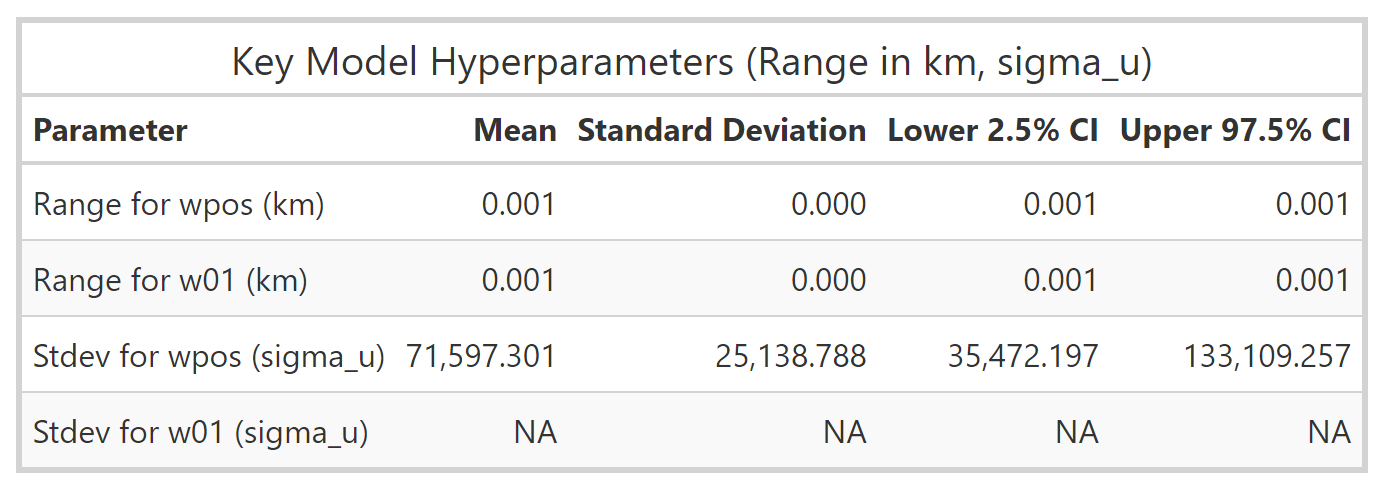 Key Model Hyperparameters (Range in km, sigma_u)
Parameter Mean Standard Deviation Lower 2.5% CI Upper 97.5% CI
Range for wpos (km) 0.001 0.000 0.001 0.001
Range for w01 (km) 0.001 0.000 0.001 0.001
Stdev for wpos (sigma_u) 71,597.301 25,138.788 35,472.197 133,109.257
Stdev for w01 (sigma_u) NA NA NA NA